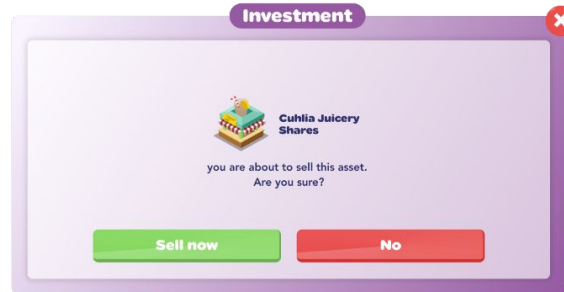 Investment
Cuhlia Juicery
Shares
you are about to sell this asset.
Are you sure?
Sell now
No